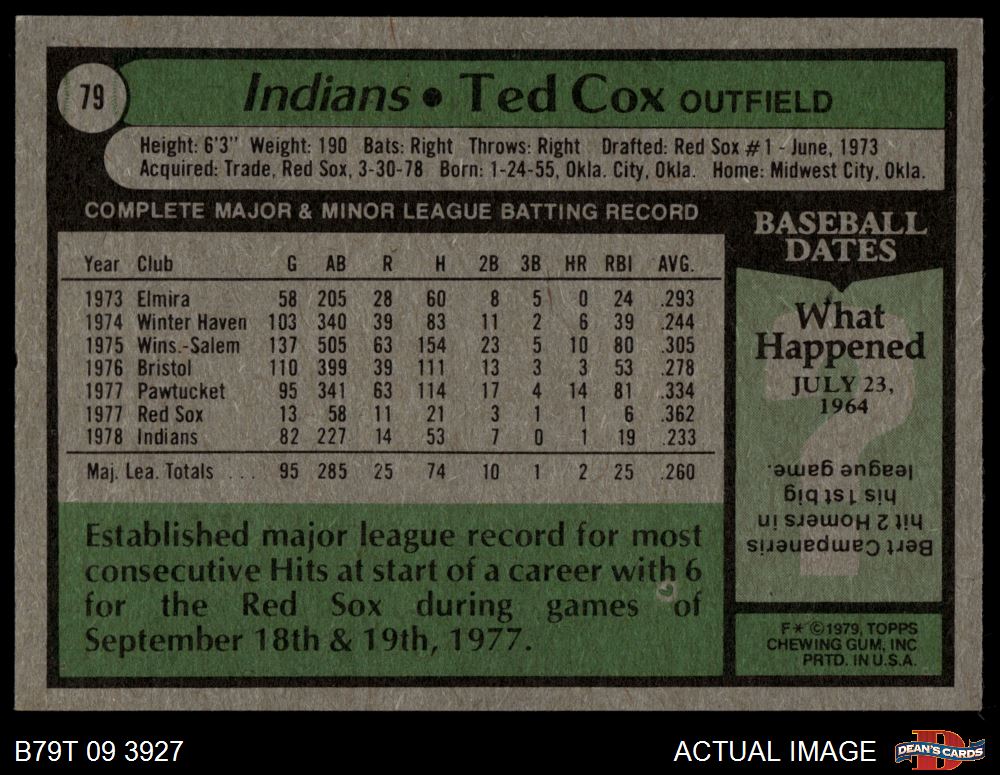 79
Indians • Ted Cox OUTFIELD
Height: 6'3" Weight: 190 Bats: Right Throws: Right Drafted: Red Sox #1 - June, 1973
Acquired: Trade, Red Sox, 3-30-78 Born: 1-24-55, Okla. City, Okla. Home: Midwest City, Okla.
COMPLETE MAJOR & MINOR LEAGUE BATTING RECORD
Year Club G AB R H 2B 3B HR RBI AVG.
1973 Elmira 58 205 28 60 8 5 0 24 .293
1974 Winter Haven 103 340 39 83 11 2 6 39 .244
1975 Wins.-Salem 137 505 63 154 23 5 10 80 .305
1976 Bristol 110 399 39 111 13 3 3 53 .278
1977 Pawtucket 95 341 63 114 17 4 14 81 .334
1977 Red Sox 13 58 11 21 3 1 1 6 .362
1978 Indians 82 227 14 53 7 0 1 19 .233
Maj. Lea. Totals . . . 95 285 25 74 10 1 2 25 .260
Established major league record for most
consecutive Hits at start of a career with 6
for the Red Sox during games of
September 18th & 19th, 1977.
BASEBALL
DATES
What
Happened
JULY 23,
1964
?
Bert Campaneris
hit 2 Homers in
his 1st big
league game.
F* ©1979, TOPPS
CHEWING GUM, INC
PRTD. IN U.S.A.
B79T 09 3927
ACTUAL IMAGE
D
DEAN'S CARDS